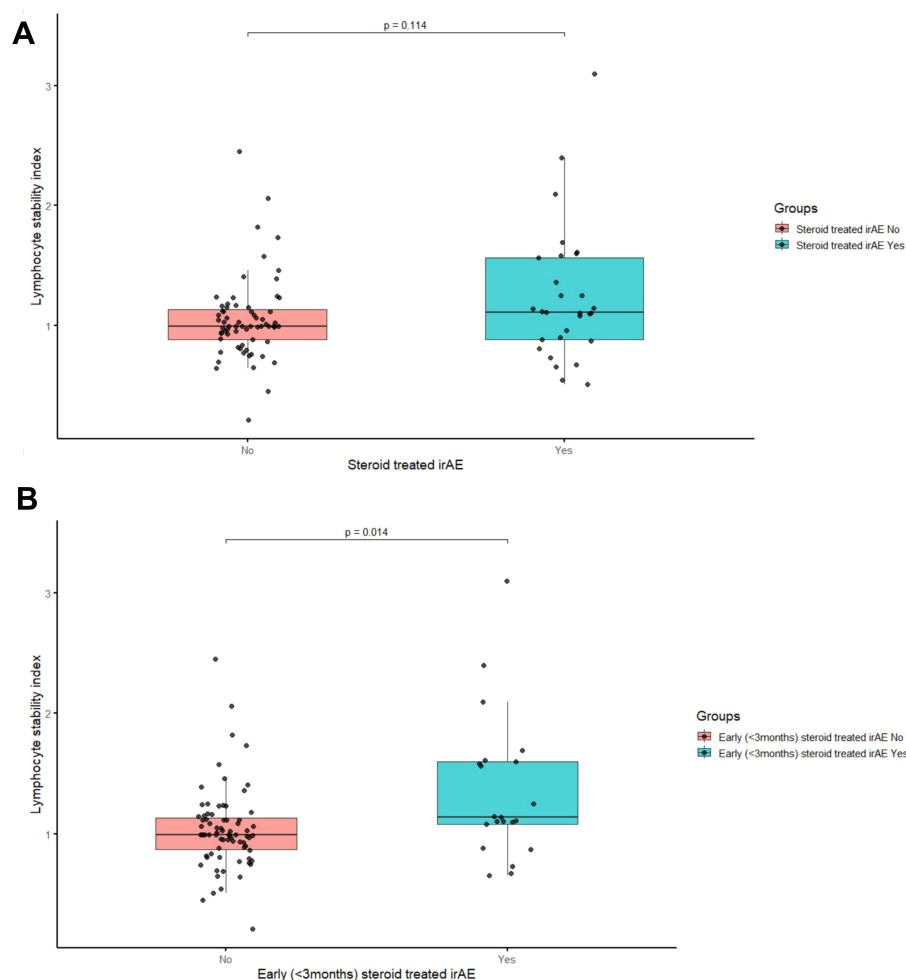 A
p = 0.114
3
2
1
Lymphocyte stability index
No
Yes
Steroid treated irAE
Groups
Steroid treated irAE No
Steroid treated irAE Yes
B
p = 0.014
3
2
1
Lymphocyte stability index
No
Yes
Early (<3months) steroid treated irAE
Groups
Early (<3months) steroid treated irAE No
Early (<3months) steroid treated irAE Yes